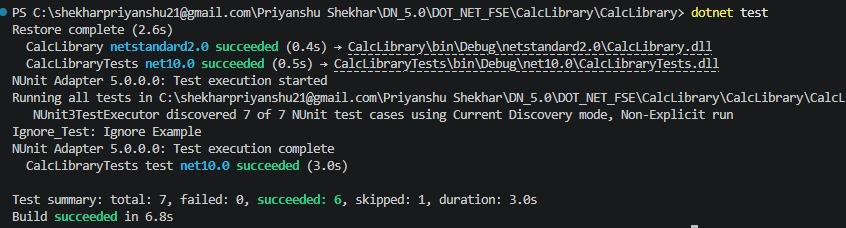 PS C:\shekharpriyanshu21@gmail.com\Priyanshu Shekhar\DN_5.0\DOT_NET_FSE\CalcLibrary\CalcLibrary> dotnet test
Restore complete (2.6s)
  CalcLibrary netstandard2.0 succeeded (0.4s) → CalcLibrary\bin\Debug\netstandard2.0\CalcLibrary.dll
  CalcLibraryTests net10.0 succeeded (0.5s) → CalcLibraryTests\bin\Debug\net10.0\CalcLibraryTests.dll
NUnit Adapter 5.0.0.0: Test execution started
Running all tests in C:\shekharpriyanshu21@gmail.com\Priyanshu Shekhar\DN_5.0\DOT_NET_FSE\CalcLibrary\CalcLibrary\CalcL
   NUnit3TestExecutor discovered 7 of 7 NUnit test cases using Current Discovery mode, Non-Explicit run
Ignore_Test: Ignore Example
NUnit Adapter 5.0.0.0: Test execution complete
  CalcLibraryTests test net10.0 succeeded (3.0s)

Test summary: total: 7, failed: 0, succeeded: 6, skipped: 1, duration: 3.0s
Build succeeded in 6.8s